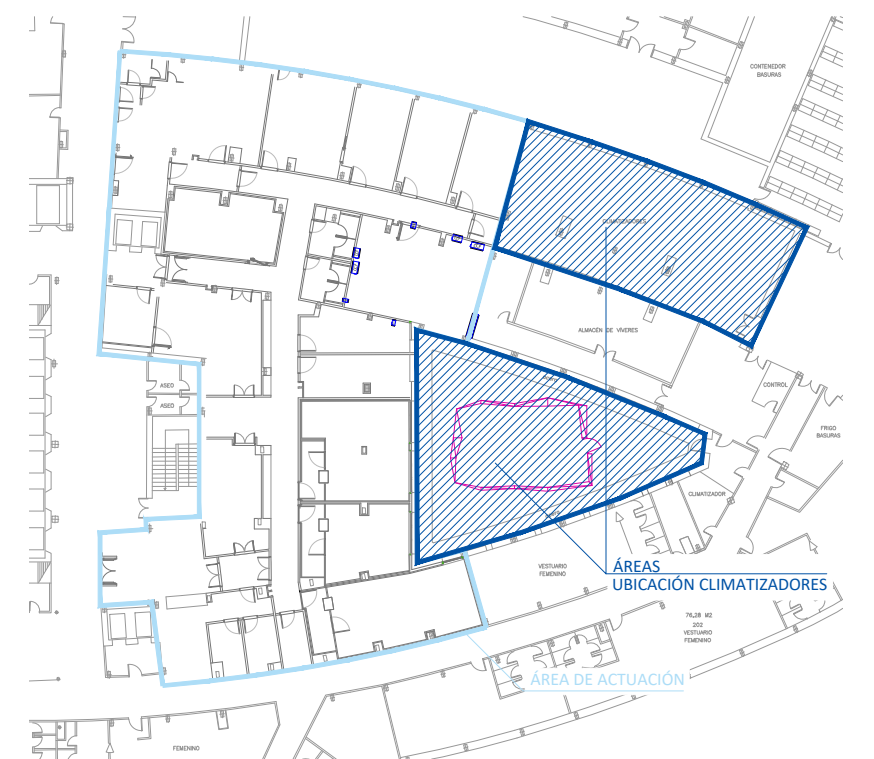 CONTENEDOR
BASURAS
CLIMATIZADORES
ALMACÉN DE VÍVERES
CONTROL
ASEO
ASEO
FRIGO
BASURAS
CLIMATIZADOR
ÁREAS
UBICACIÓN CLIMATIZADORES
VESTUARIO
FEMENINO
76,28 M2
202
VESTUARIO
FEMENINO
ÁREA DE ACTUACIÓN
FEMENINO